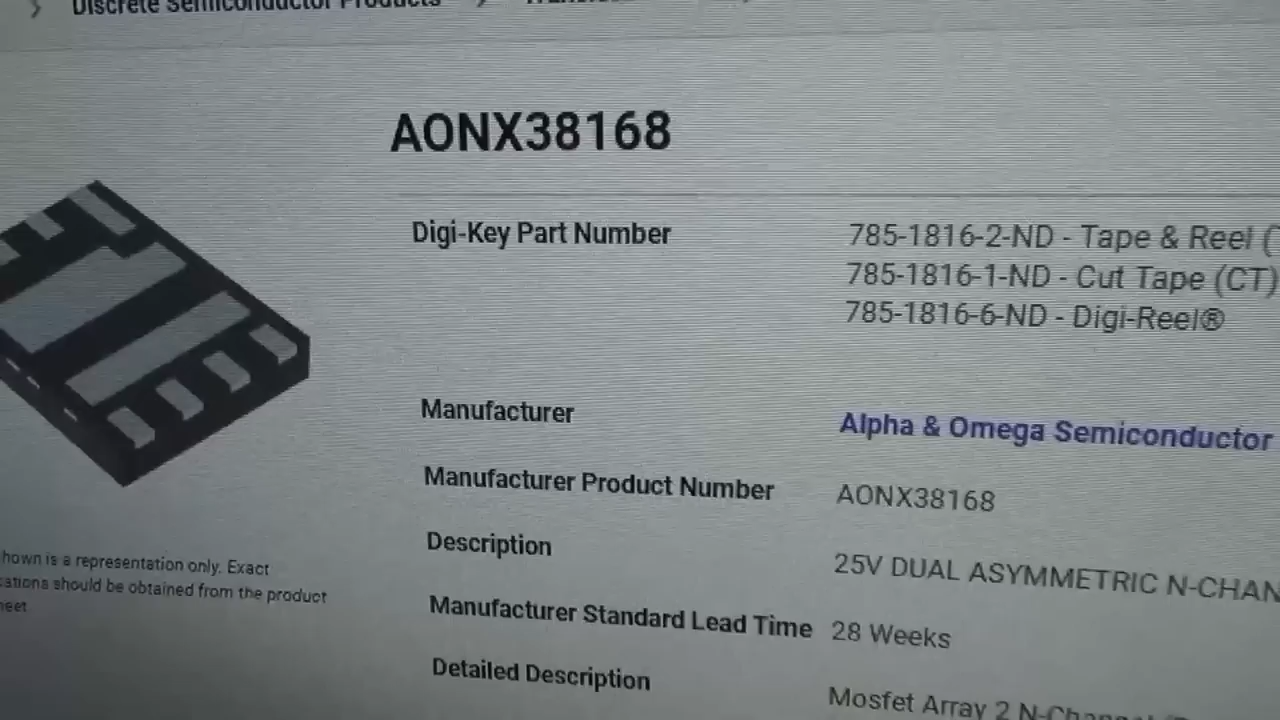 Discrete Semiconductor Products
AONX38168
Digi-Key Part Number
785-1816-2-ND - Tape & Reel (
785-1816-1-ND - Cut Tape (CT)
785-1816-6-ND - Digi-Reel®
Manufacturer
Alpha & Omega Semiconductor
Manufacturer Product Number
AONX38168
Description
25V DUAL ASYMMETRIC N-CHAN
Manufacturer Standard Lead Time
28 Weeks
Detailed Description
Mosfet Array 2 N-Channel
hown is a representation only. Exact
cations should be obtained from the product
heet